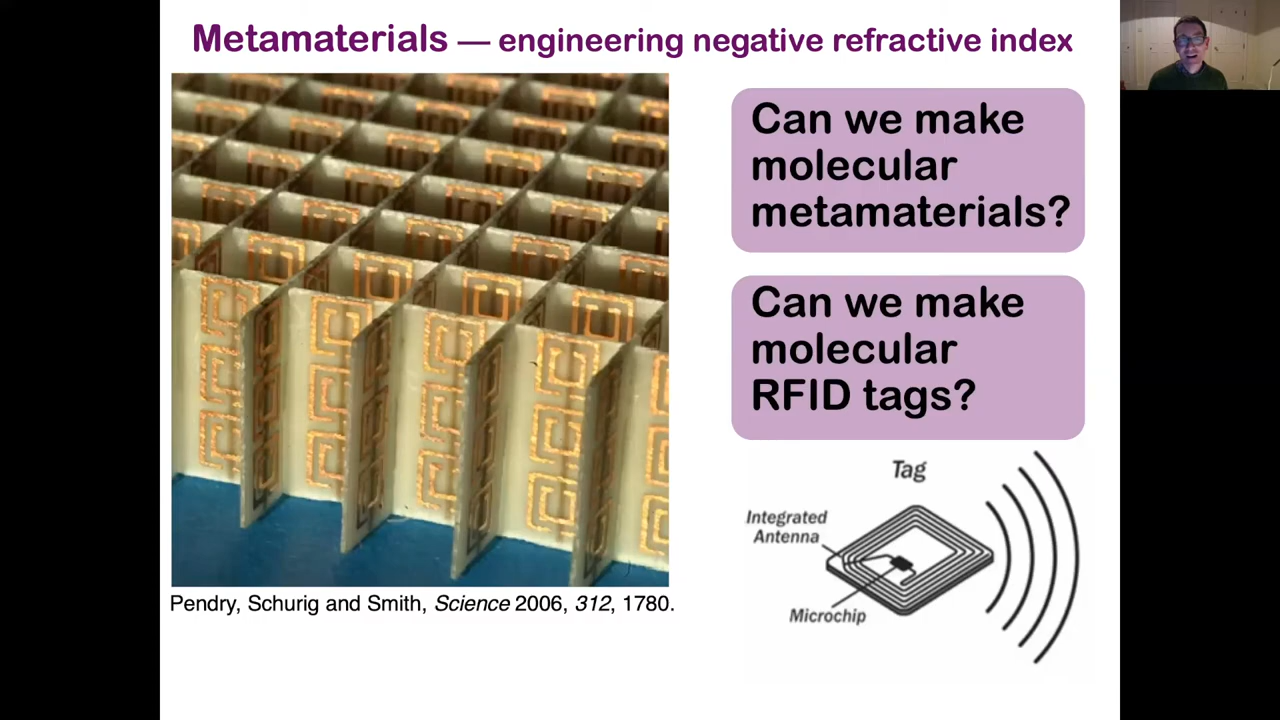 Metamaterials — engineering negative refractive index
Can we make
molecular
metamaterials?
Can we make
molecular
RFID tags?
Tag
Integrated
Antenna
Microchip
Pendry, Schurig and Smith, Science 2006, 312, 1780.